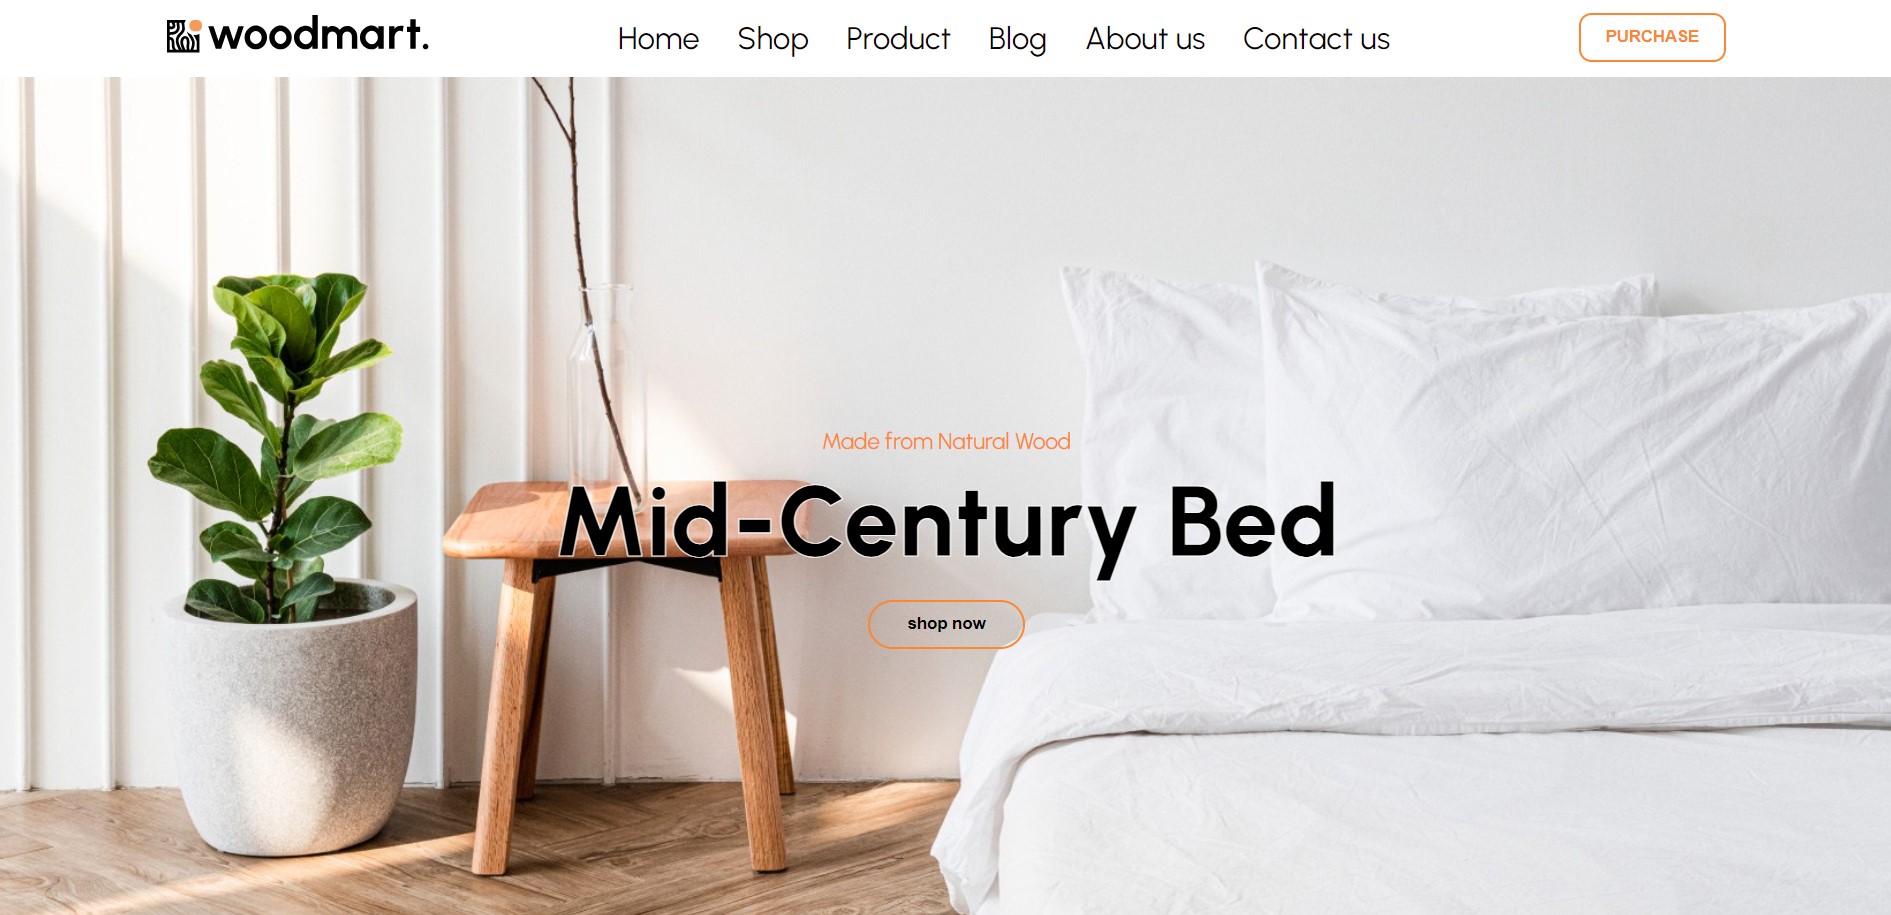 woodmart.
Home Shop Product Blog About us Contact us
PURCHASE
Made from Natural Wood
Mid-Century Bed
shop now